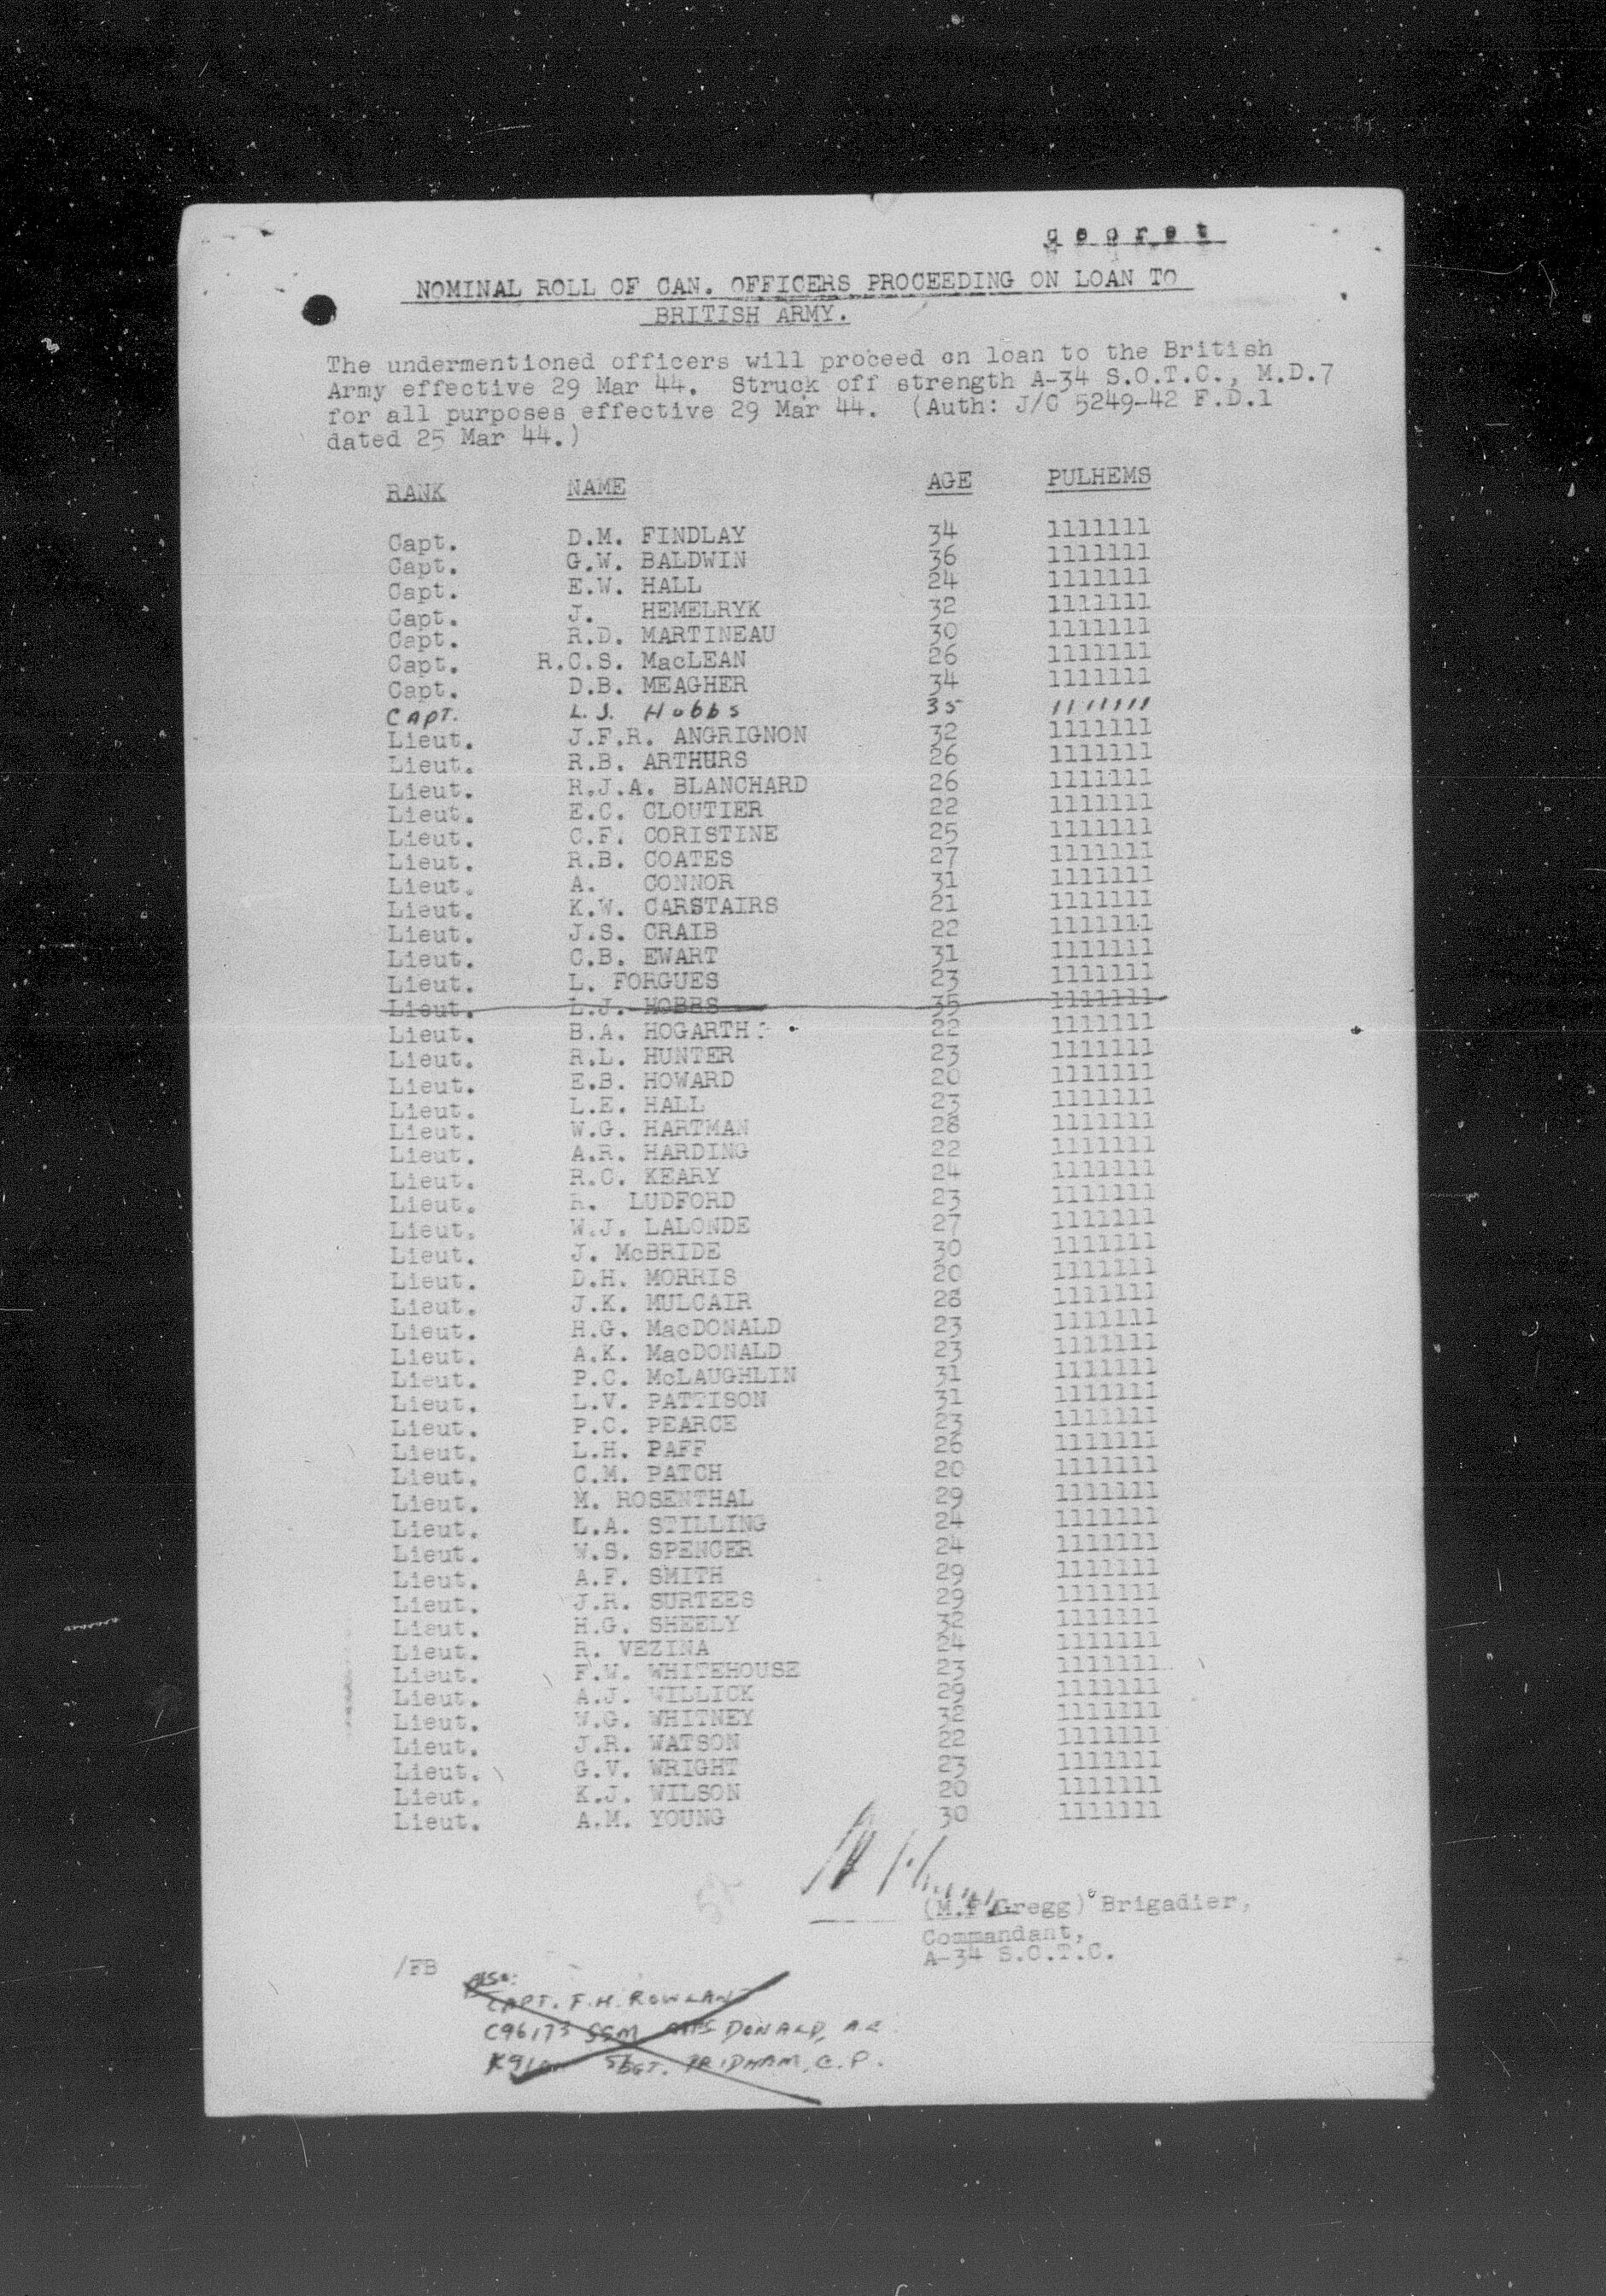 s e c r e t
NOMINAL ROLL OF CAN. OFFICERS PROCEEDING ON LOAN TO
BRITISH ARMY.
The undermentioned officers will proceed on loan to the British
Army effective 29 Mar 44. Struck off strength A-34 S.O.T.C., M.D.7
for all purposes effective 29 Mar 44. (Auth: J/C 5249-42 F.D.1
dated 25 Mar 44.)
RANK NAME AGE PULHEMS
Capt. D.M. FINDLAY 34 1111111
Capt. G.W. BALDWIN 36 1111111
Capt. E.W. HALL 24 1111111
Capt. J. HEMELRYK 32 1111111
Capt. R.D. MARTINEAU 30 1111111
Capt. R.C.S. MacLEAN 26 1111111
Capt. D.B. MEAGHER 34 1111111
CAPT. L.J. Hobbs 35 1111111
Lieut. J.F.R. ANGRIGNON 32 1111111
Lieut. R.B. ARTHURS 26 1111111
Lieut. R.J.A. BLANCHARD 26 1111111
Lieut. E.C. CLOUTIER 22 1111111
Lieut. C.F. CORISTINE 25 1111111
Lieut. R.B. COATES 27 1111111
Lieut. A. CONNOR 31 1111111
Lieut. K.W. CARSTAIRS 21 1111111
Lieut. J.S. CRAIB 22 1111111
Lieut. C.B. EWART 31 1111111
Lieut. L. FORGUES 23 1111111
Lieut. L.J. HOBBS 35 1111111
Lieut. B.A. HOGARTH 22 1111111
Lieut. R.L. HUNTER 23 1111111
Lieut. E.B. HOWARD 20 1111111
Lieut. L.E. HALL 23 1111111
Lieut. W.G. HARTMAN 28 1111111
Lieut. A.R. HARDING 22 1111111
Lieut. R.C. KEARY 24 1111111
Lieut. R. LUDFORD 23 1111111
Lieut. W.J. LALONDE 27 1111111
Lieut. J. McBRIDE 30 1111111
Lieut. D.H. MORRIS 20 1111111
Lieut. J.K. MULCAIR 28 1111111
Lieut. H.G. MacDONALD 23 1111111
Lieut. A.K. MacDONALD 23 1111111
Lieut. P.C. McLAUGHLIN 31 1111111
Lieut. L.V. PATTISON 31 1111111
Lieut. P.C. PEARCE 23 1111111
Lieut. L.H. PAFF 26 1111111
Lieut. C.M. PATCH 20 1111111
Lieut. M. ROSENTHAL 29 1111111
Lieut. L.A. STILLING 24 1111111
Lieut. W.S. SPENCER 24 1111111
Lieut. A.F. SMITH 29 1111111
Lieut. J.R. SURTEES 29 1111111
Lieut. H.G. SHEELY 32 1111111
Lieut. R. VEZINA 24 1111111
Lieut. F.W. WHITEHOUSE 23 1111111
Lieut. A.J. WILLICK 29 1111111
Lieut. W.G. WHITNEY 32 1111111
Lieut. J.R. WATSON 22 1111111
Lieut. G.V. WRIGHT 23 1111111
Lieut. K.J. WILSON 20 1111111
Lieut. A.M. YOUNG 30 1111111
(M.F. Gregg) Brigadier,
Commandant,
A-34 S.O.T.C.
/FB
ALSO:
CAPT. F.H. ROWLAND
C96173 SSM DONALD,
SGT. PRIDHAM, C.P.